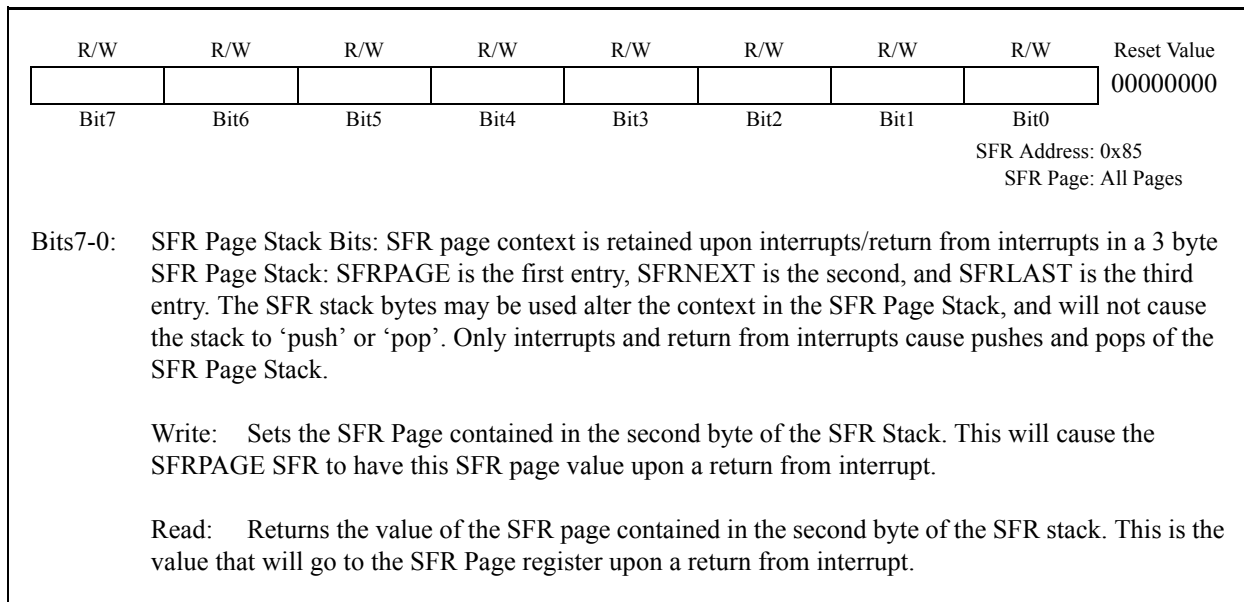 R/W R/W R/W R/W R/W R/W R/W R/W Reset Value
00000000
Bit7 Bit6 Bit5 Bit4 Bit3 Bit2 Bit1 Bit0
SFR Address: 0x85
SFR Page: All Pages
Bits7-0: SFR Page Stack Bits: SFR page context is retained upon interrupts/return from interrupts in a 3 byte
SFR Page Stack: SFRPAGE is the first entry, SFRNEXT is the second, and SFRLAST is the third
entry. The SFR stack bytes may be used alter the context in the SFR Page Stack, and will not cause
the stack to ‘push’ or ‘pop’. Only interrupts and return from interrupts cause pushes and pops of the
SFR Page Stack.
Write: Sets the SFR Page contained in the second byte of the SFR Stack. This will cause the
SFRPAGE SFR to have this SFR page value upon a return from interrupt.
Read: Returns the value of the SFR page contained in the second byte of the SFR stack. This is the
value that will go to the SFR Page register upon a return from interrupt.